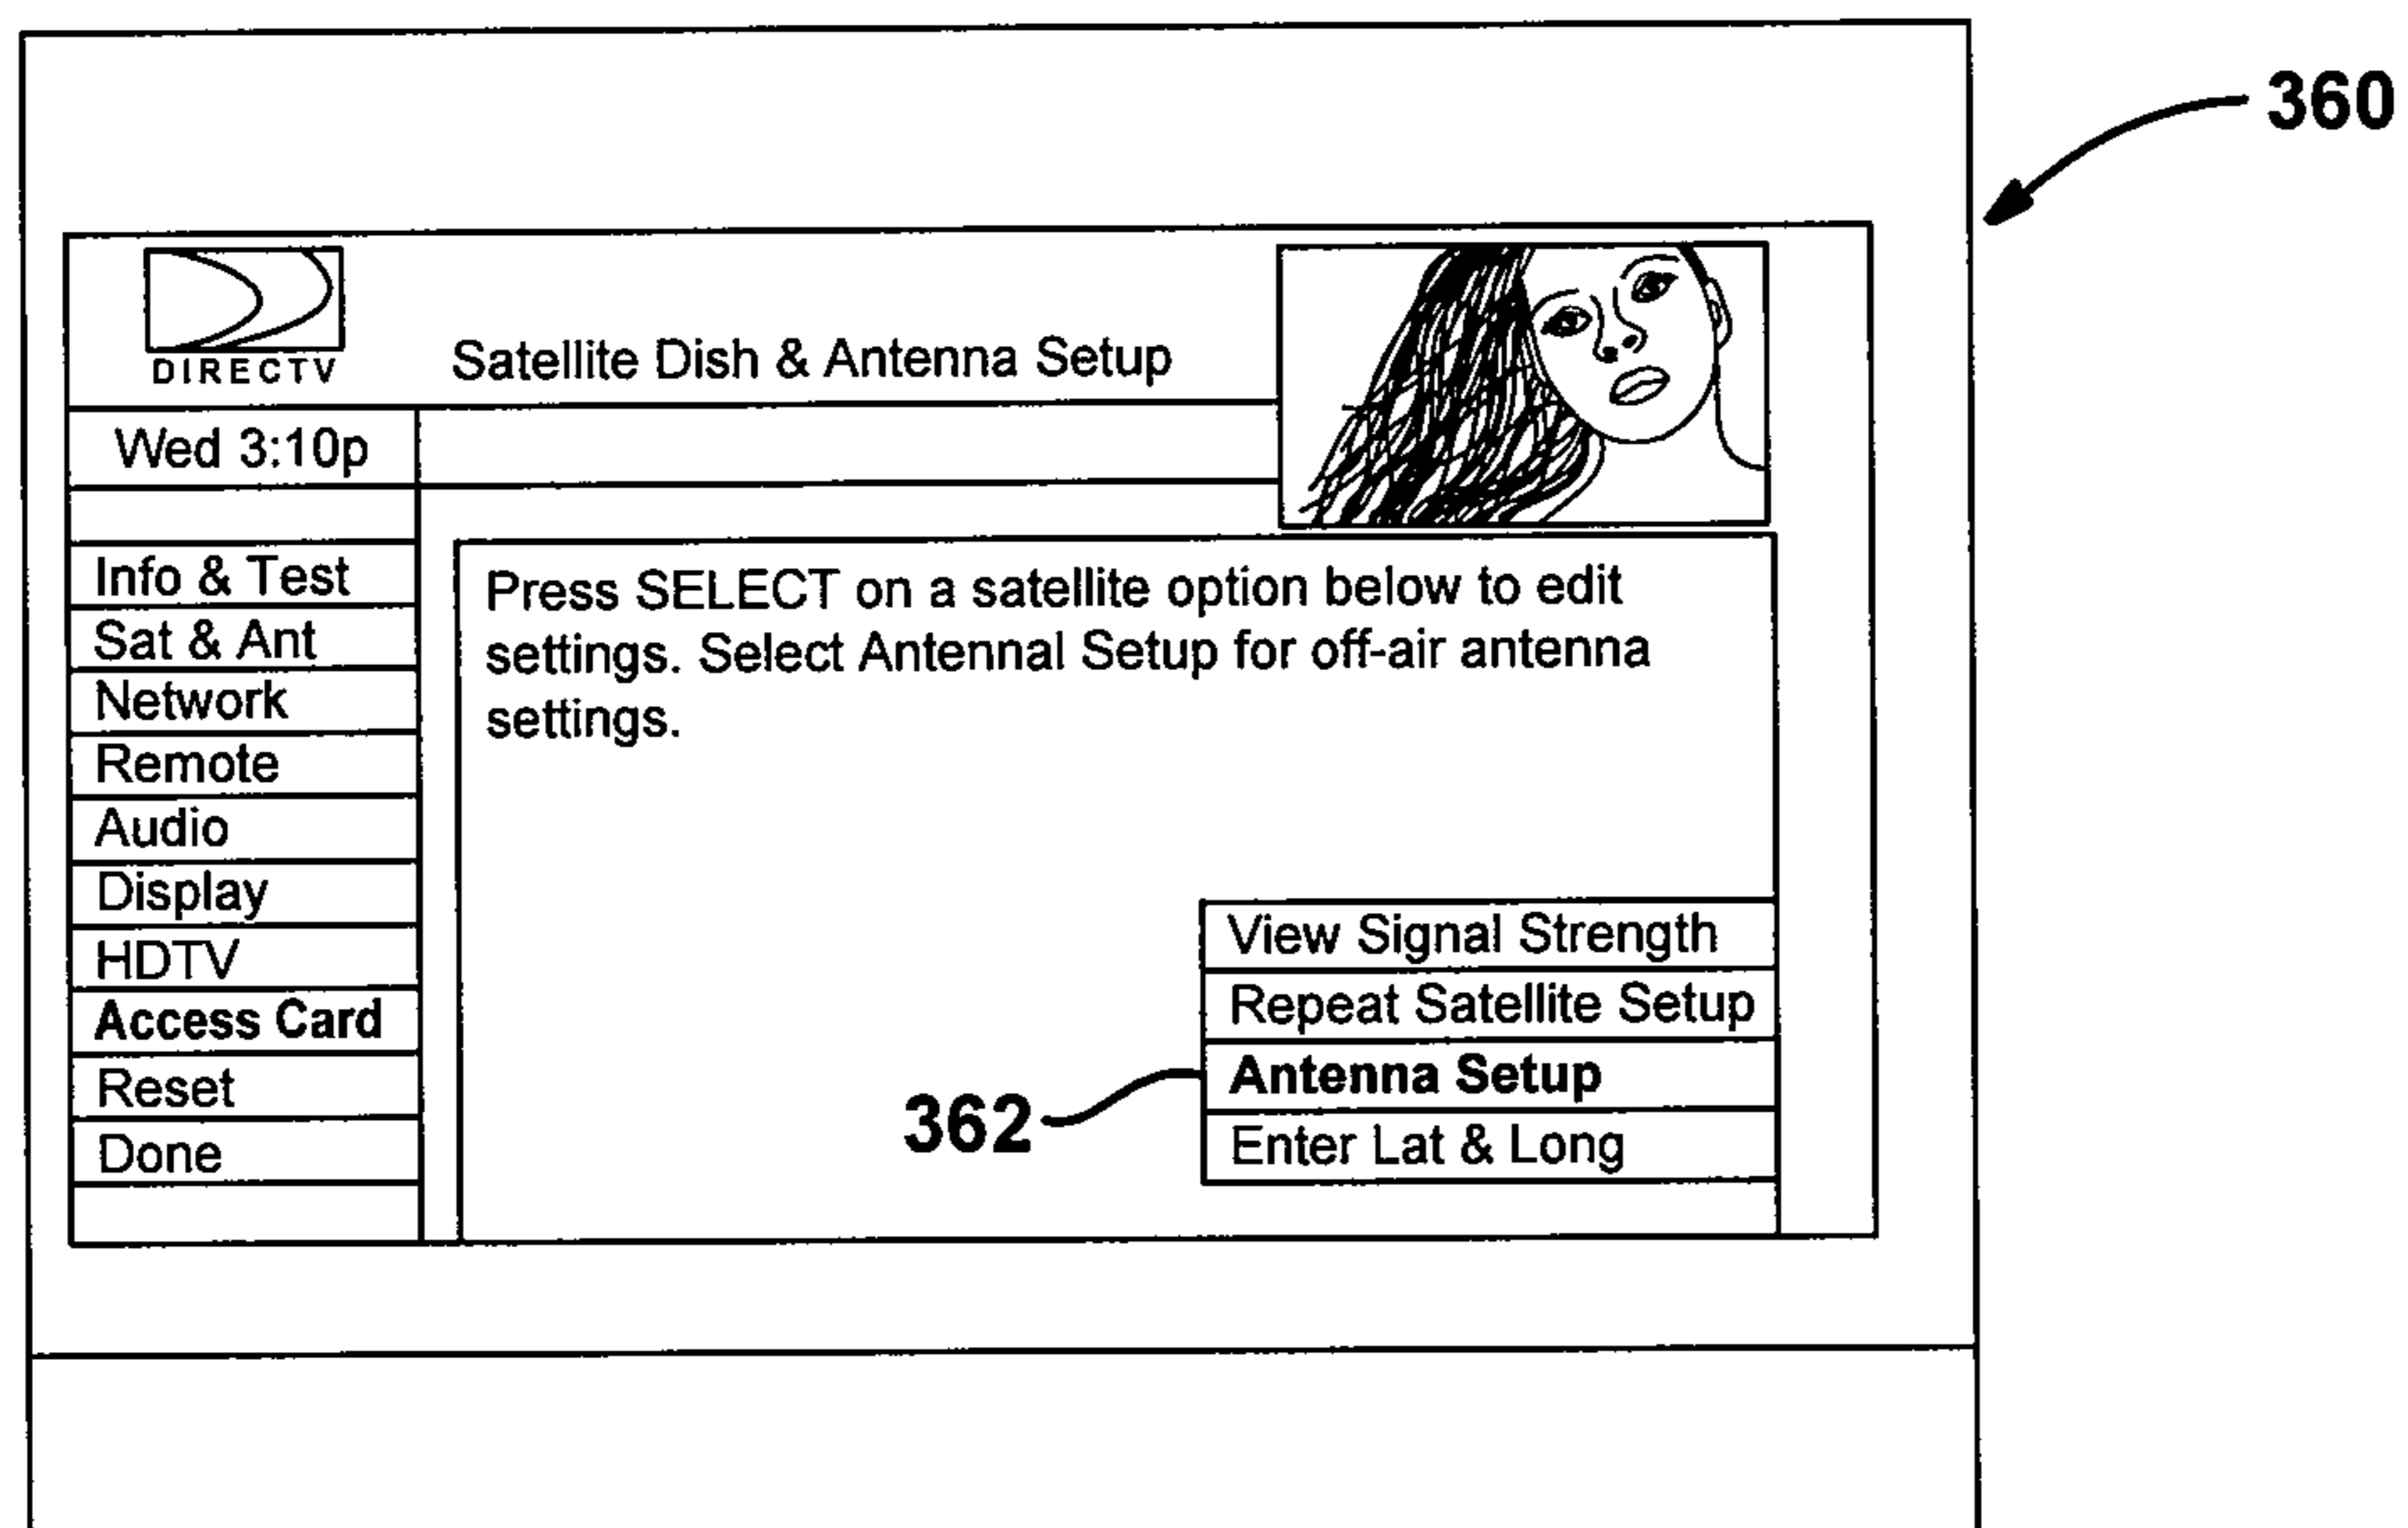 360
DIRECTV
Satellite Dish & Antenna Setup
Wed 3:10p
Info & Test
Sat & Ant
Network
Remote
Audio
Display
HDTV
Access Card
Reset
Done
Press SELECT on a satellite option below to edit
settings. Select Antennal Setup for off-air antenna
settings.
View Signal Strength
Repeat Satellite Setup
Antenna Setup
Enter Lat & Long
362